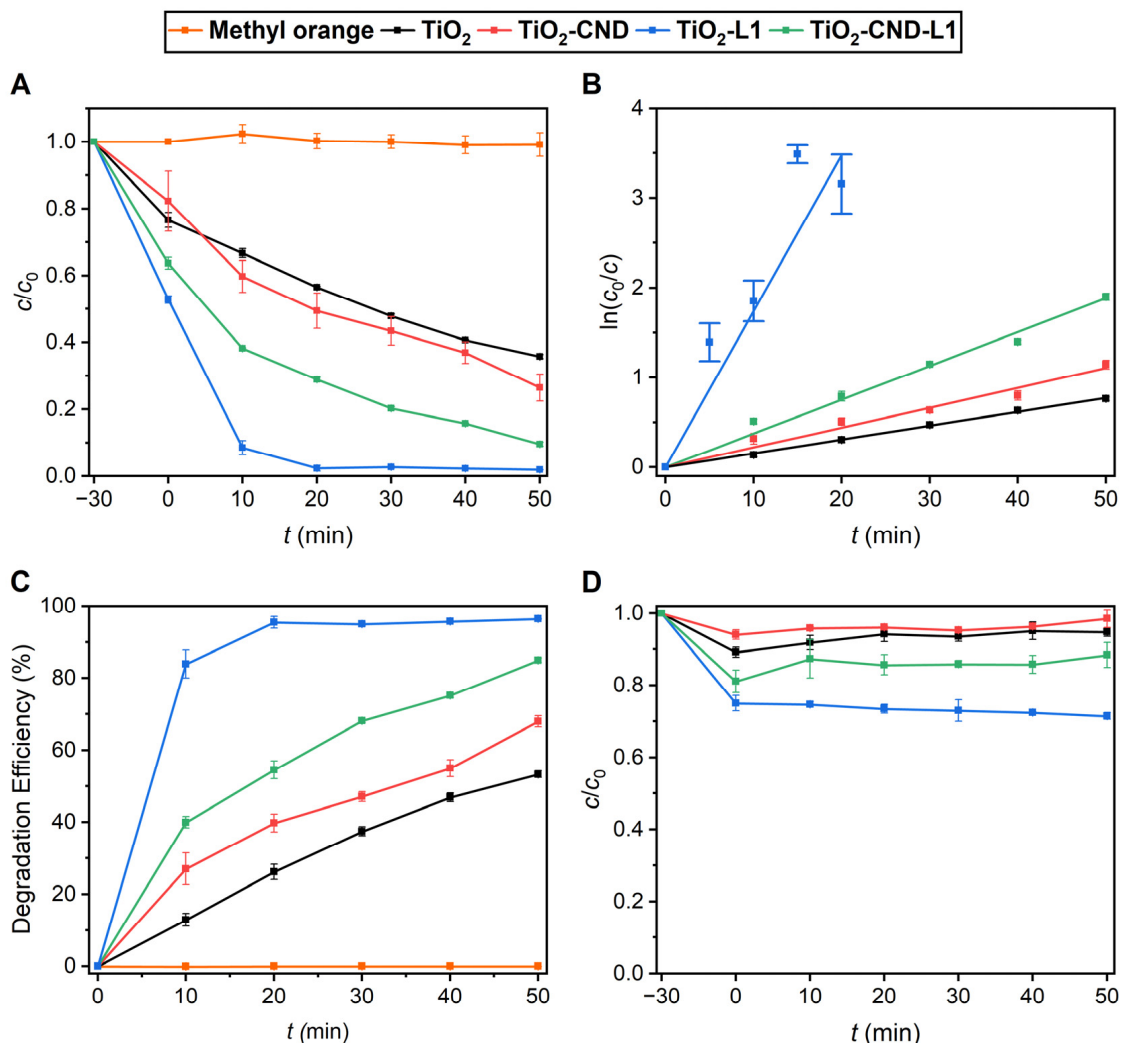 Methyl orange TiO₂ TiO₂-CND TiO₂-L1 TiO₂-CND-L1
A
1.0
0.8
0.6
0.4
0.2
0.0
c/c₀
−30 0 10 20 30 40 50
t (min)
B
4
3
2
1
0
ln(c₀/c)
0 10 20 30 40 50
t (min)
C
100
80
60
40
20
0
Degradation Efficiency (%)
0 10 20 30 40 50
t (min)
D
1.0
0.8
0.6
0.4
0.2
0.0
c/c₀
−30 0 10 20 30 40 50
t (min)